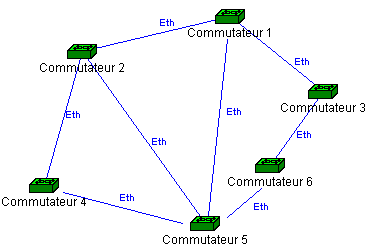 Eth
Commutateur 1
Commutateur 2
Eth
Eth
Eth
Commutateur 3
Eth
Eth
Eth
Commutateur 6
Commutateur 4
Eth
Eth
Commutateur 5